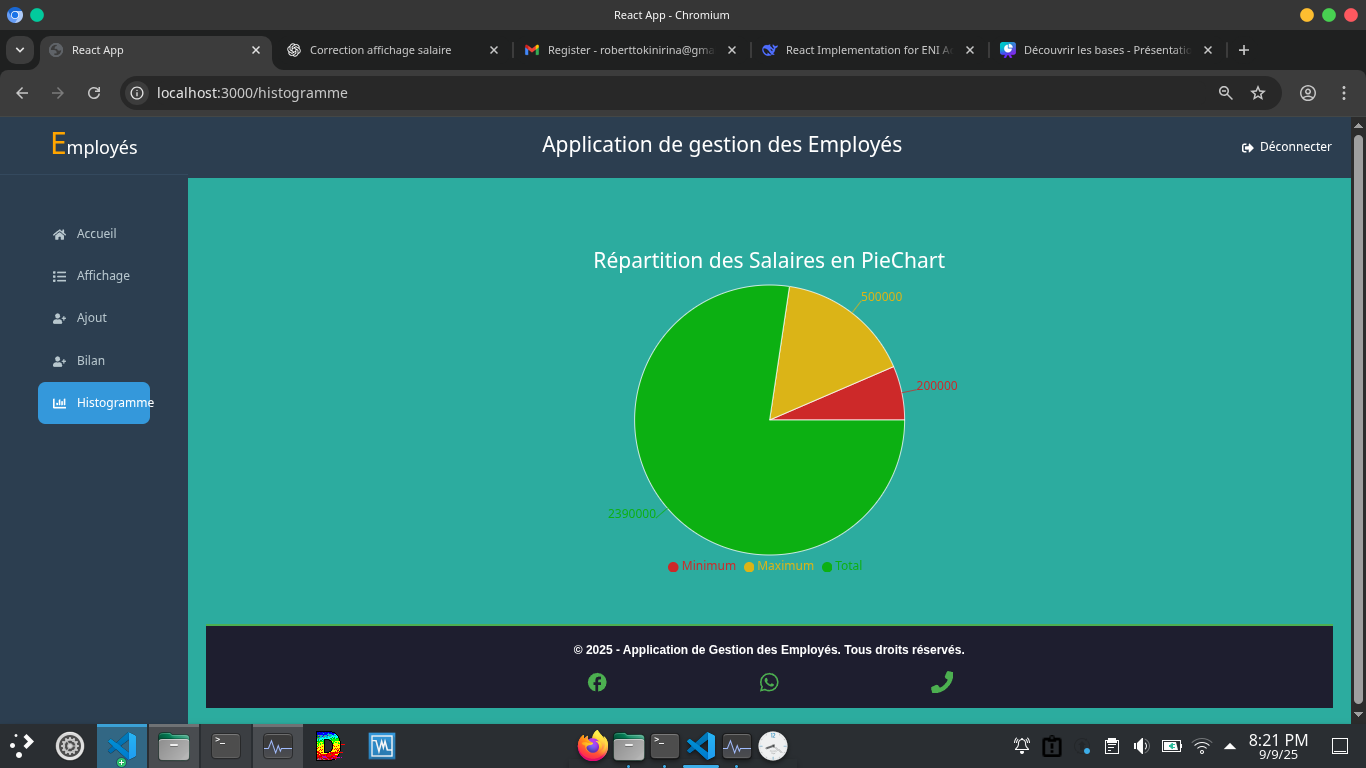 React App - Chromium
React App
Correction affichage salaire
Register - roberttokinirina@gma
React Implementation for ENI A
Découvrir les bases - Présentati
localhost:3000/histogramme
Employés
Application de gestion des Employés
Déconnecter
Accueil
Affichage
Ajout
Bilan
Histogramme
Répartition des Salaires en PieChart
500000
200000
2390000
Minimum
Maximum
Total
© 2025 - Application de Gestion des Employés. Tous droits réservés.
8:21 PM
9/9/25